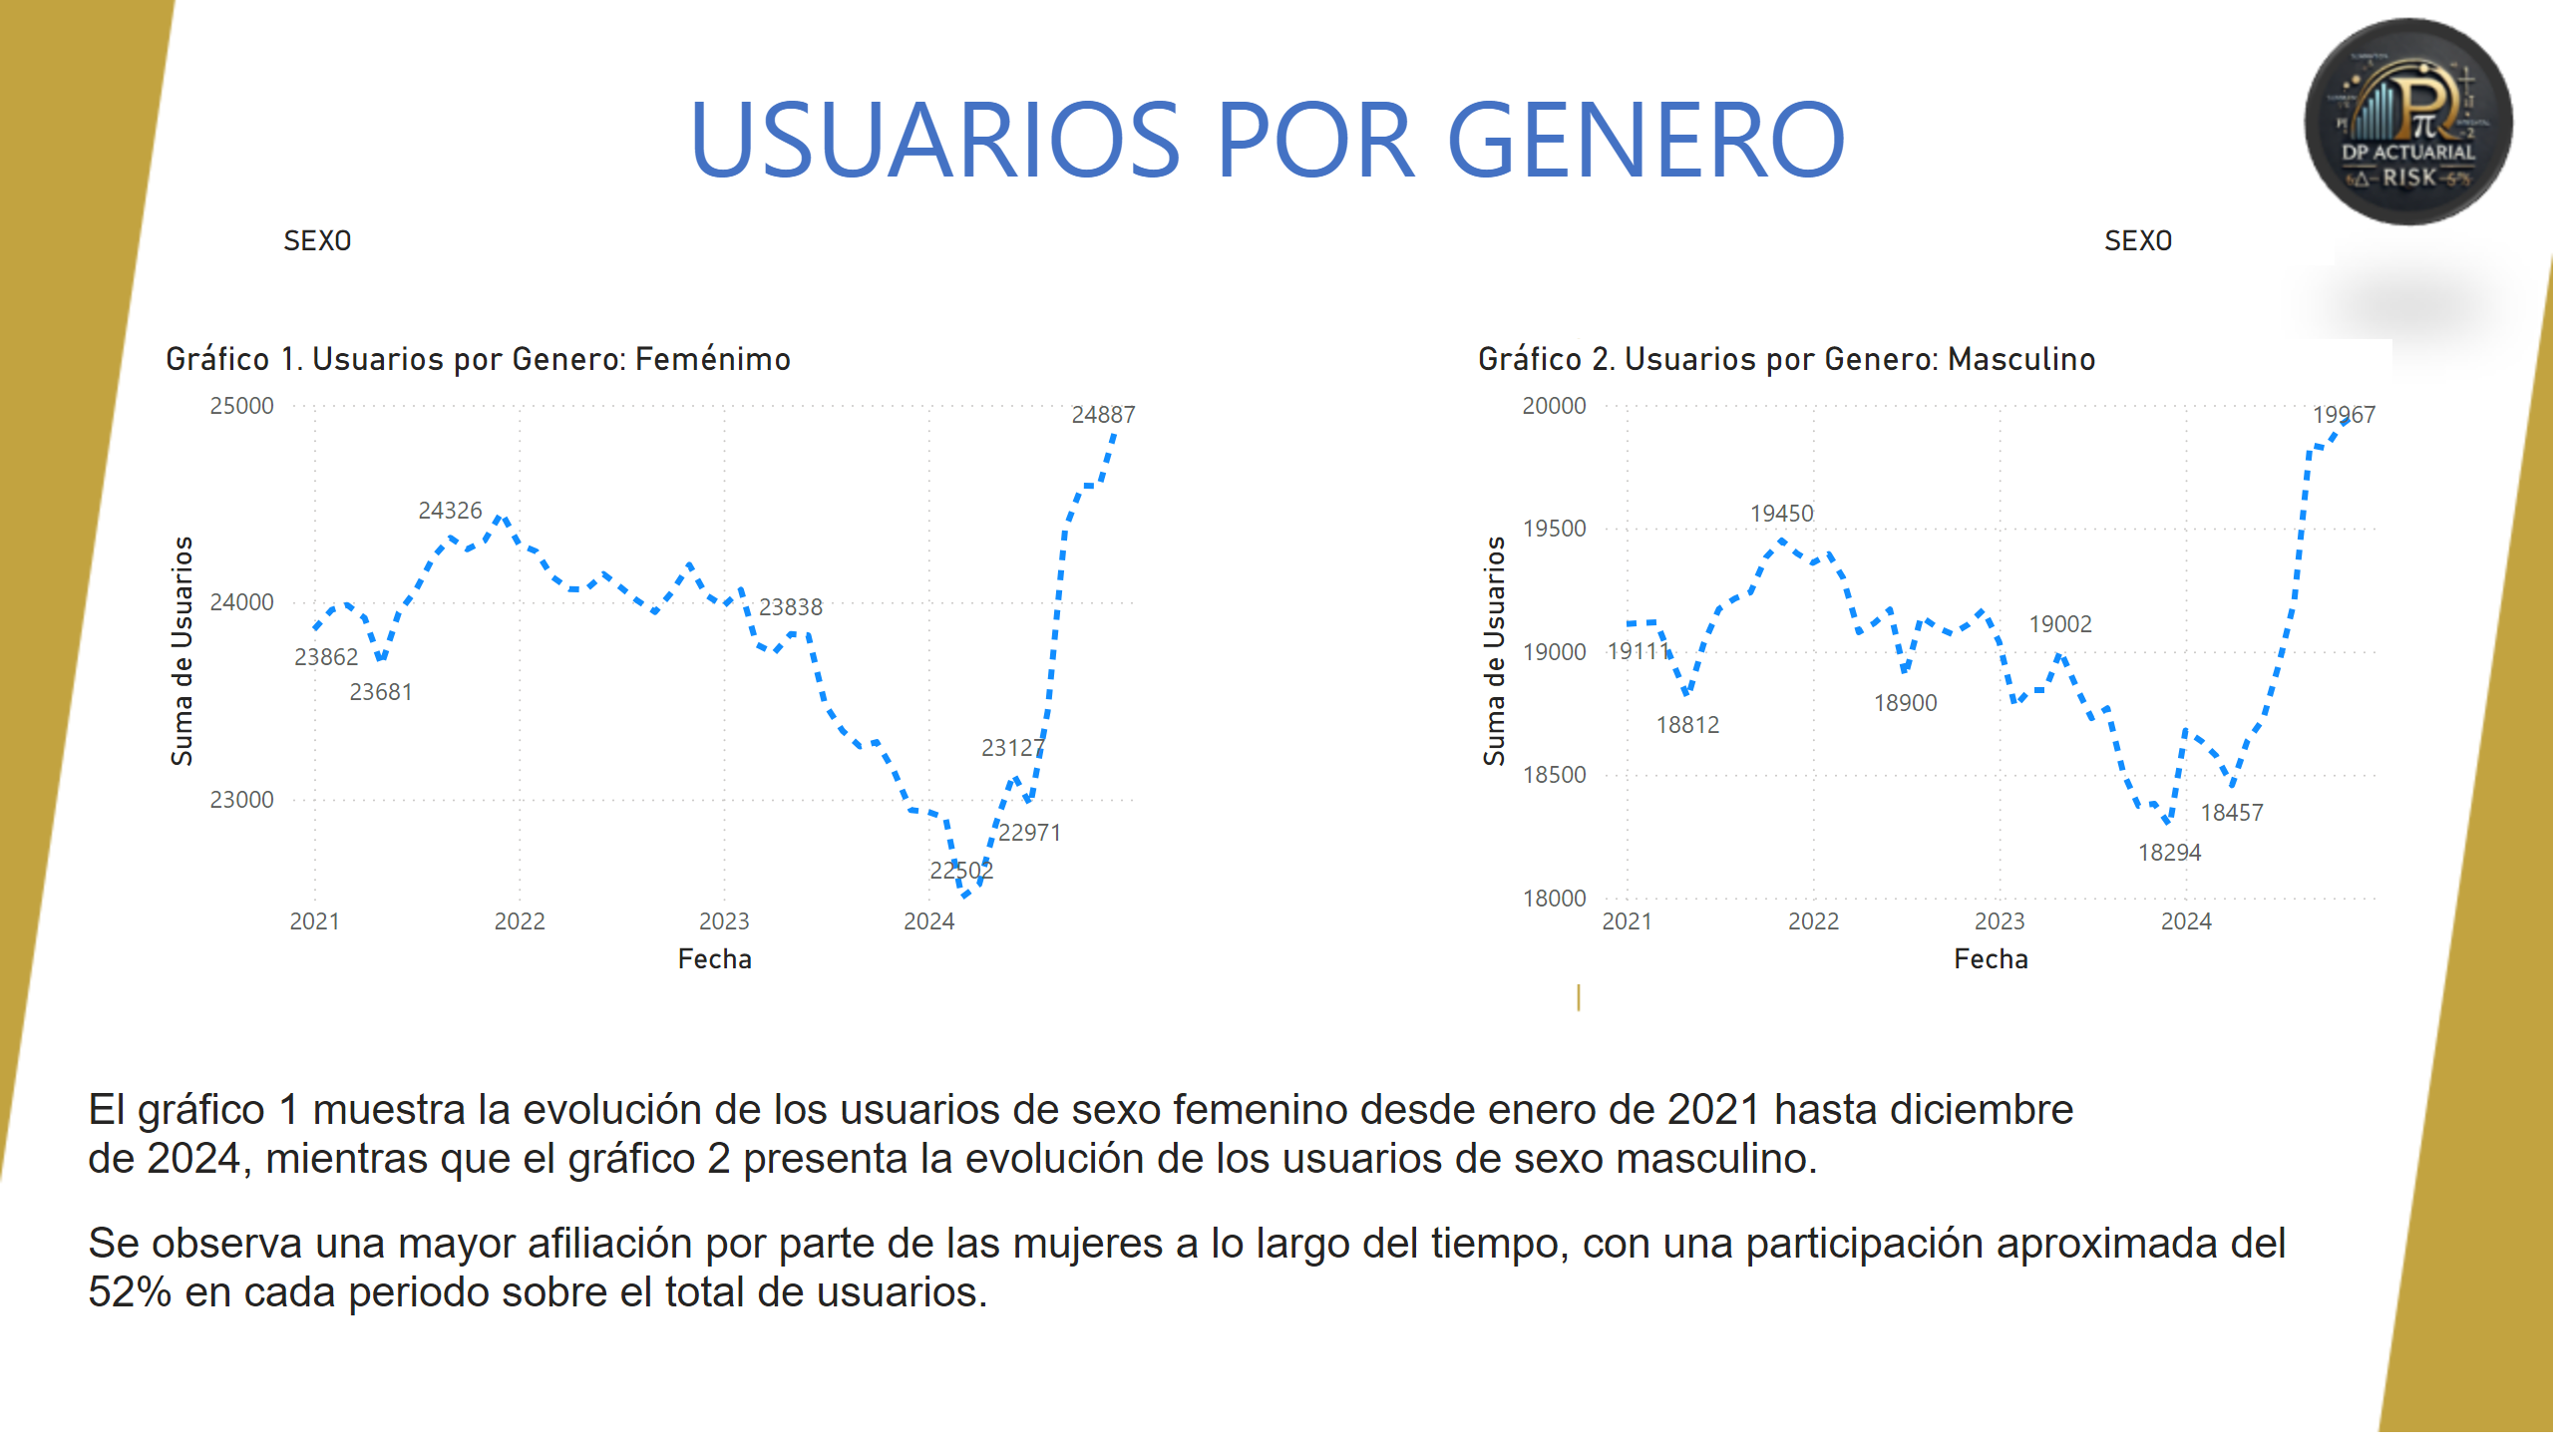 USUARIOS POR GENERO
DP ACTUARIAL
RISK
SEXO
SEXO
Gráfico 1. Usuarios por Genero: Feménimo
25000
24000
23000
Suma de Usuarios
23862
23681
24326
23838
22502
23127
22971
24887
2021
2022
2023
2024
Fecha
Gráfico 2. Usuarios por Genero: Masculino
20000
19500
19000
18500
18000
Suma de Usuarios
19111
18812
19450
18900
19002
18294
18457
19967
2021
2022
2023
2024
Fecha
El gráfico 1 muestra la evolución de los usuarios de sexo femenino desde enero de 2021 hasta diciembre
de 2024, mientras que el gráfico 2 presenta la evolución de los usuarios de sexo masculino.
Se observa una mayor afiliación por parte de las mujeres a lo largo del tiempo, con una participación aproximada del
52% en cada periodo sobre el total de usuarios.